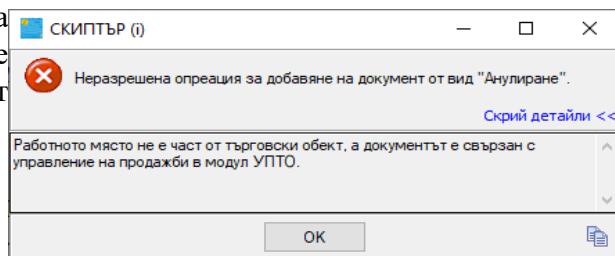 СКИПТЪР (i)
а
е
т
Неразрешена опреация за добавяне на документ от вид "Анулиране".
Скрий детайли <<
Работното място не е част от търговски обект, а документът е свързан с
управление на продажби в модул УПТО.
OK